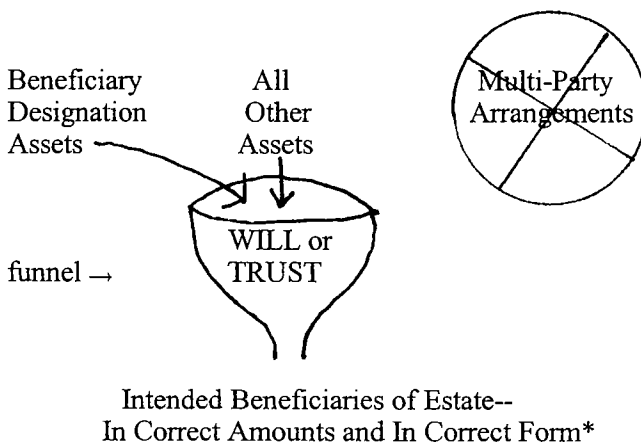 Beneficiary
Designation
Assets
All
Other
Assets
Multi-Party
Arrangements
WILL or
TRUST
funnel →
Intended Beneficiaries of Estate--
In Correct Amounts and In Correct Form*